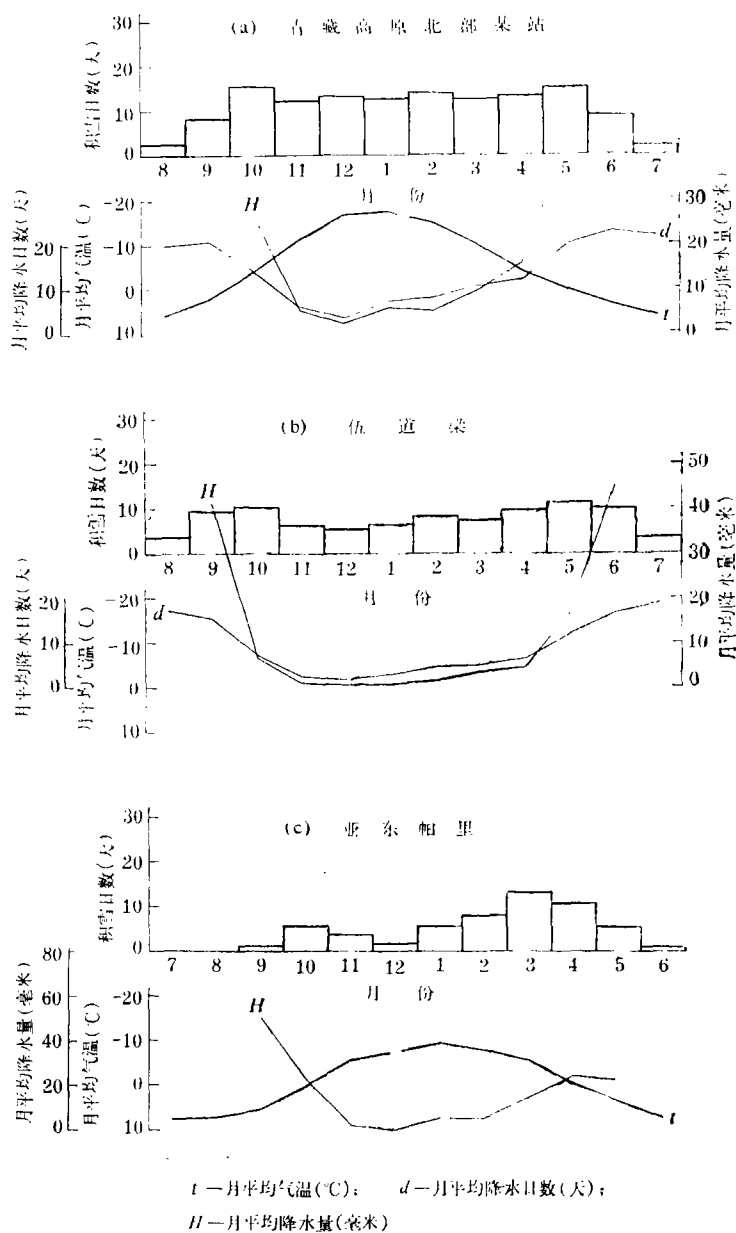 (a) 青藏高原北部某站
30
20
10
0
积雪日数(天)
8 9 10 11 12 1 2 3 4 5 6 7
月份
月平均降水日数(天)
20
10
0
月平均气温(℃)
-20
-10
0
10
H
d
t
30
20
10
0
月平均降水量(毫米)
(b) 伍道梁
30
20
10
0
积雪日数(天)
8 9 10 11 12 1 2 3 4 5 6 7
月份
H
d
月平均降水日数(天)
20
10
0
月平均气温(℃)
-20
-10
0
10
50
40
30
20
10
0
月平均降水量(毫米)
(c) 亚东帕里
30
20
10
0
积雪日数(天)
7 8 9 10 11 12 1 2 3 4 5 6
月份
月平均降水量(毫米)
80
60
40
20
0
月平均气温(℃)
-20
-10
0
10
H
t
t—月平均气温(℃); d—月平均降水日数(天);
H—月平均降水量(毫米)